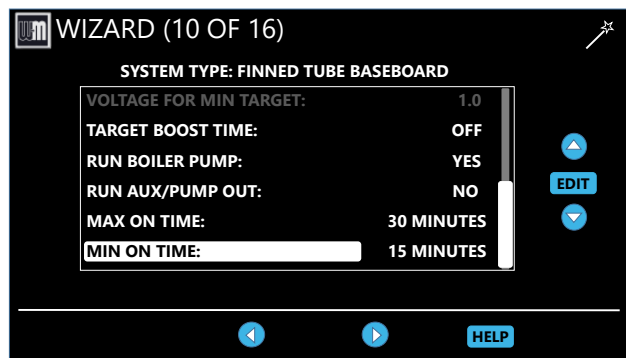 WM WIZARD (10 OF 16)
SYSTEM TYPE: FINNED TUBE BASEBOARD
VOLTAGE FOR MIN TARGET: 1.0
TARGET BOOST TIME: OFF
RUN BOILER PUMP: YES
RUN AUX/PUMP OUT: NO
EDIT
MAX ON TIME: 30 MINUTES
MIN ON TIME: 15 MINUTES
HELP